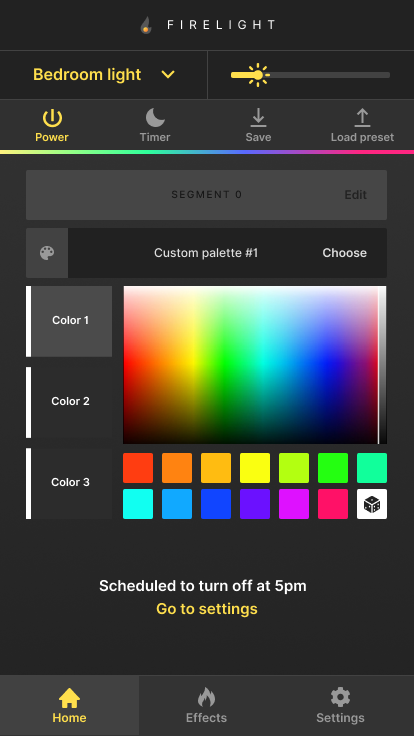 FIRELIGHT
Bedroom light
Power
Timer
Save
Load preset
SEGMENT 0
Edit
Custom palette #1
Choose
Color 1
Color 2
Color 3
Scheduled to turn off at 5pm
Go to settings
Home
Effects
Settings